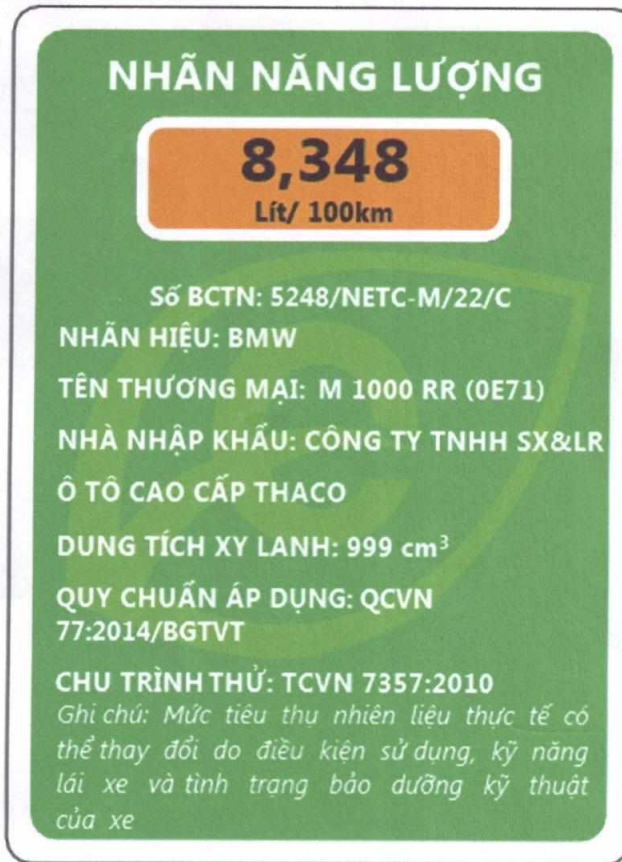 NHÃN NĂNG LƯỢNG
8,348
Lít/ 100km
Số BCTN: 5248/NETC-M/22/C
NHÃN HIỆU: BMW
TÊN THƯƠNG MẠI: M 1000 RR (0E71)
NHÀ NHẬP KHẨU: CÔNG TY TNHH SX&LR
Ô TÔ CAO CẤP THACO
DUNG TÍCH XY LANH: 999 cm³
QUY CHUẨN ÁP DỤNG: QCVN
77:2014/BGTVT
CHU TRÌNH THỬ: TCVN 7357:2010
Ghi chú: Mức tiêu thụ nhiên liệu thực tế có
thể thay đổi do điều kiện sử dụng, kỹ năng
lái xe và tình trạng bảo dưỡng kỹ thuật
của xe